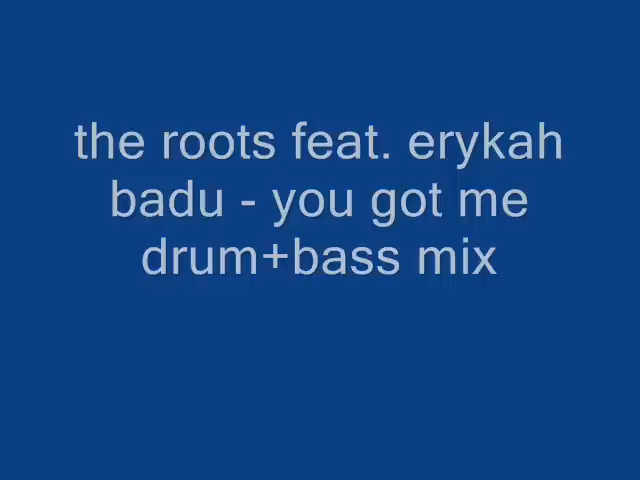 the roots feat. erykah
badu - you got me
drum+bass mix